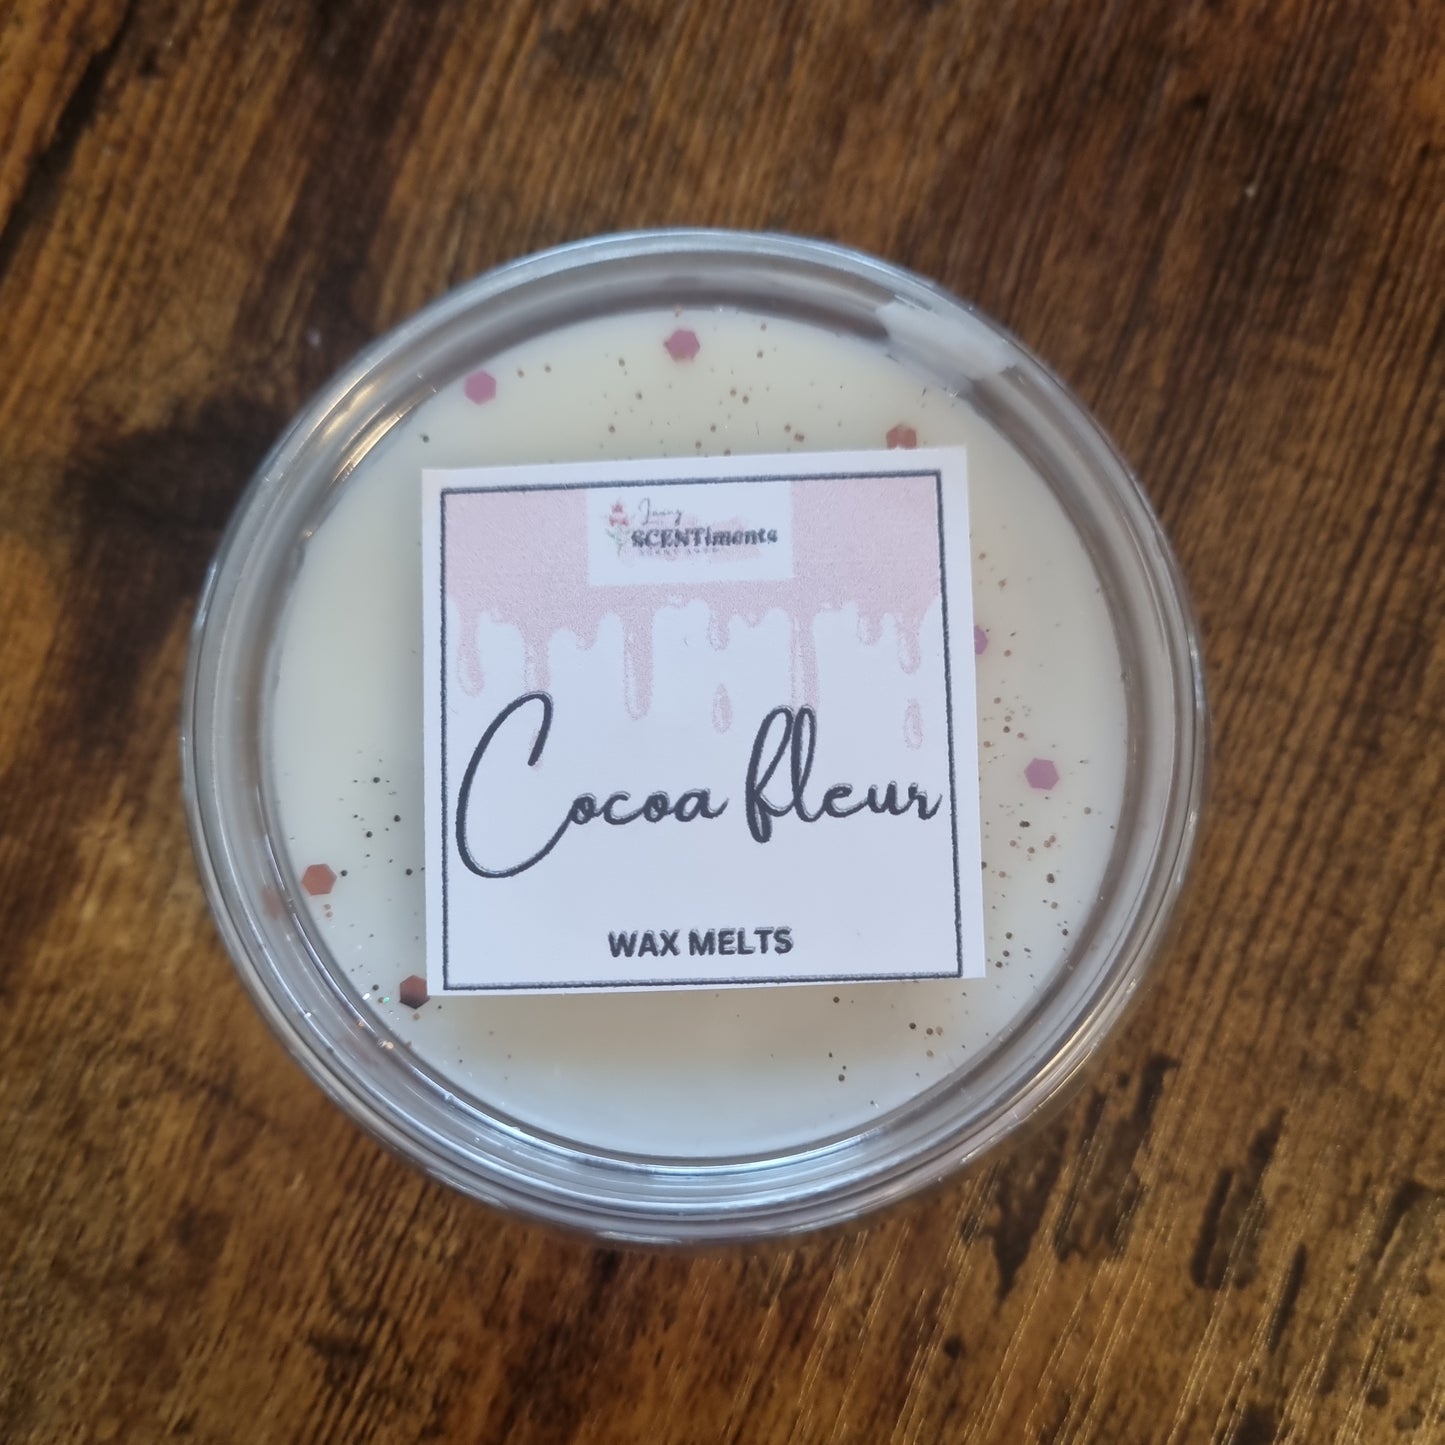 SCENTiments
Cocoa fleur
WAX MELTS